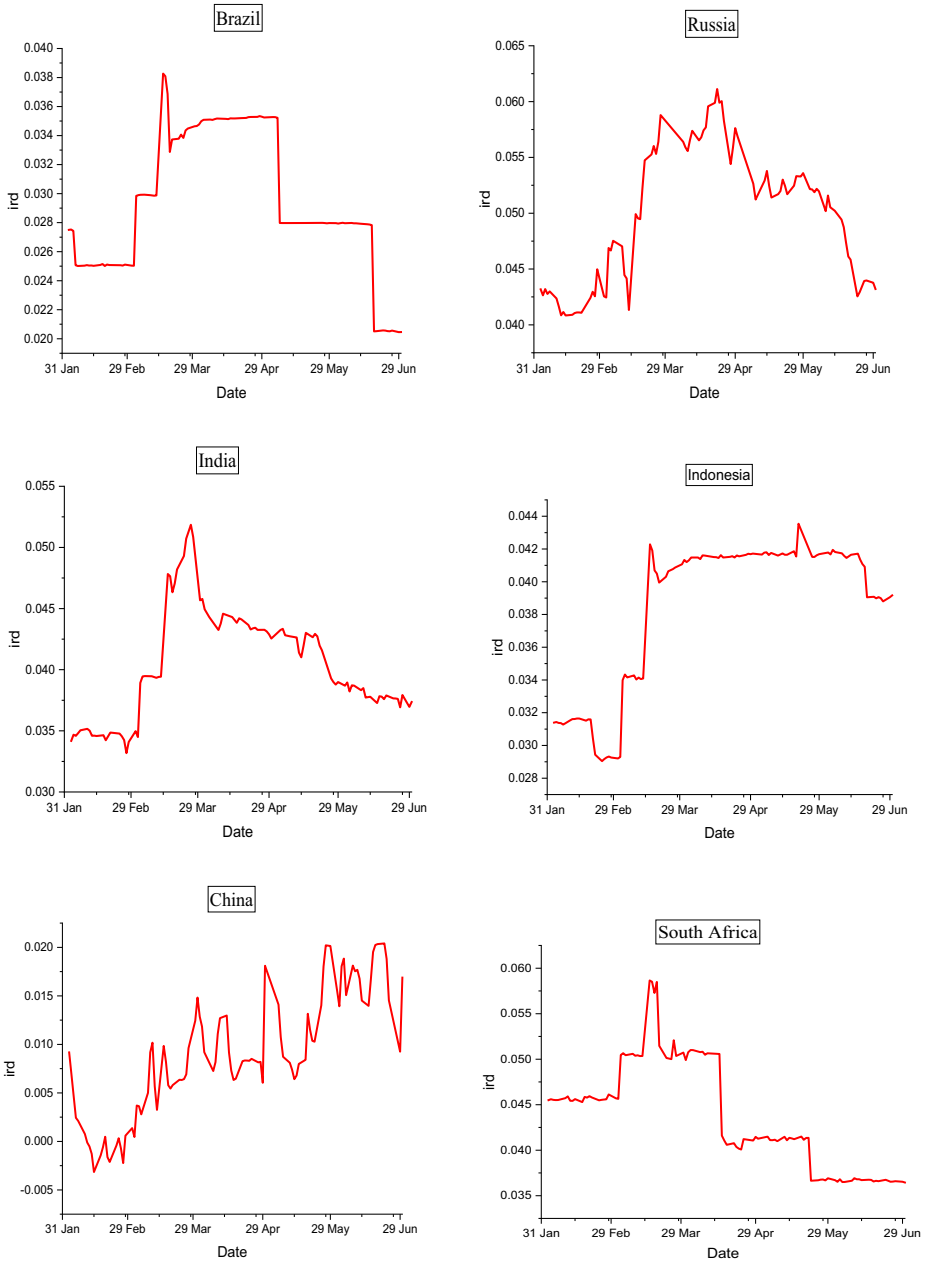 Brazil
0.040
0.038
0.036
0.034
0.032
0.030
0.028
0.026
0.024
0.022
0.020
ird
31 Jan 29 Feb 29 Mar 29 Apr 29 May 29 Jun
Date
Russia
0.065
0.060
0.055
0.050
0.045
0.040
ird
31 Jan 29 Feb 29 Mar 29 Apr 29 May 29 Jun
Date
India
0.055
0.050
0.045
0.040
0.035
0.030
ird
31 Jan 29 Feb 29 Mar 29 Apr 29 May 29 Jun
Date
Indonesia
0.044
0.042
0.040
0.038
0.036
0.034
0.032
0.030
0.028
ird
31 Jan 29 Feb 29 Mar 29 Apr 29 May 29 Jun
Date
China
0.020
0.015
0.010
0.005
0.000
-0.005
ird
31 Jan 29 Feb 29 Mar 29 Apr 29 May 29 Jun
Date
South Africa
0.060
0.055
0.050
0.045
0.040
0.035
ird
31 Jan 29 Feb 29 Mar 29 Apr 29 May 29 Jun
Date